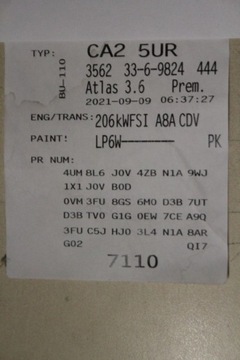 TYP: CA2 5UR
BU-110
3562 33-6-9824 444
Atlas 3.6 Prem.
2021-09-09 06:37:27
ENG/TRANS: 206kWFSI A8A CDV
PAINT: LP6W--------- PK
PR NUM:
4UM 8L6 J0V 4ZB N1A 9WJ
1X1 J0V B0D
0VM 3FU 8GS 6M0 D3B 7UT
D3B TV0 G1G 0EW 7CE A9Q
3FU C5J HJ0 3L4 N1A 8AR
G02 QI7
7110